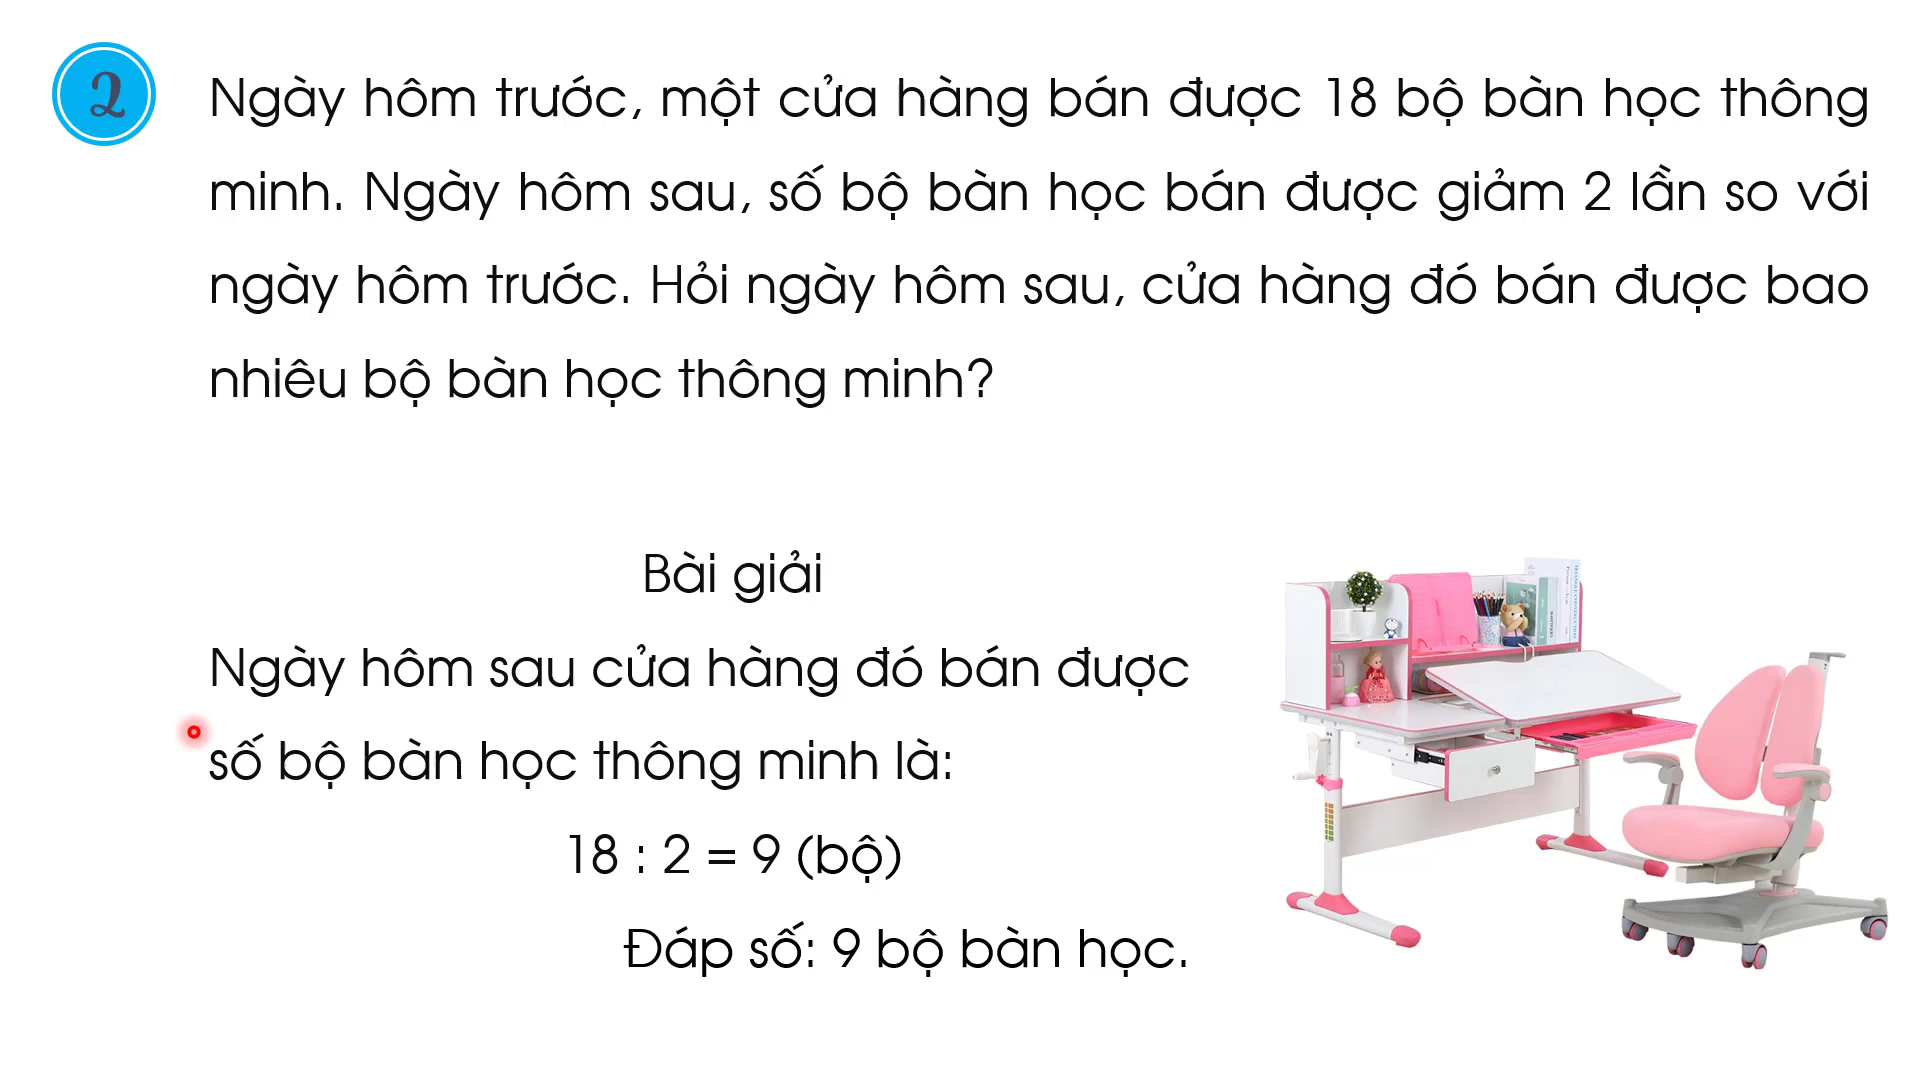 2
Ngày hôm trước, một cửa hàng bán được 18 bộ bàn học thông
minh. Ngày hôm sau, số bộ bàn học bán được giảm 2 lần so với
ngày hôm trước. Hỏi ngày hôm sau, cửa hàng đó bán được bao
nhiêu bộ bàn học thông minh?
Bài giải
Ngày hôm sau cửa hàng đó bán được
số bộ bàn học thông minh là:
18 : 2 = 9 (bộ)
Đáp số: 9 bộ bàn học.